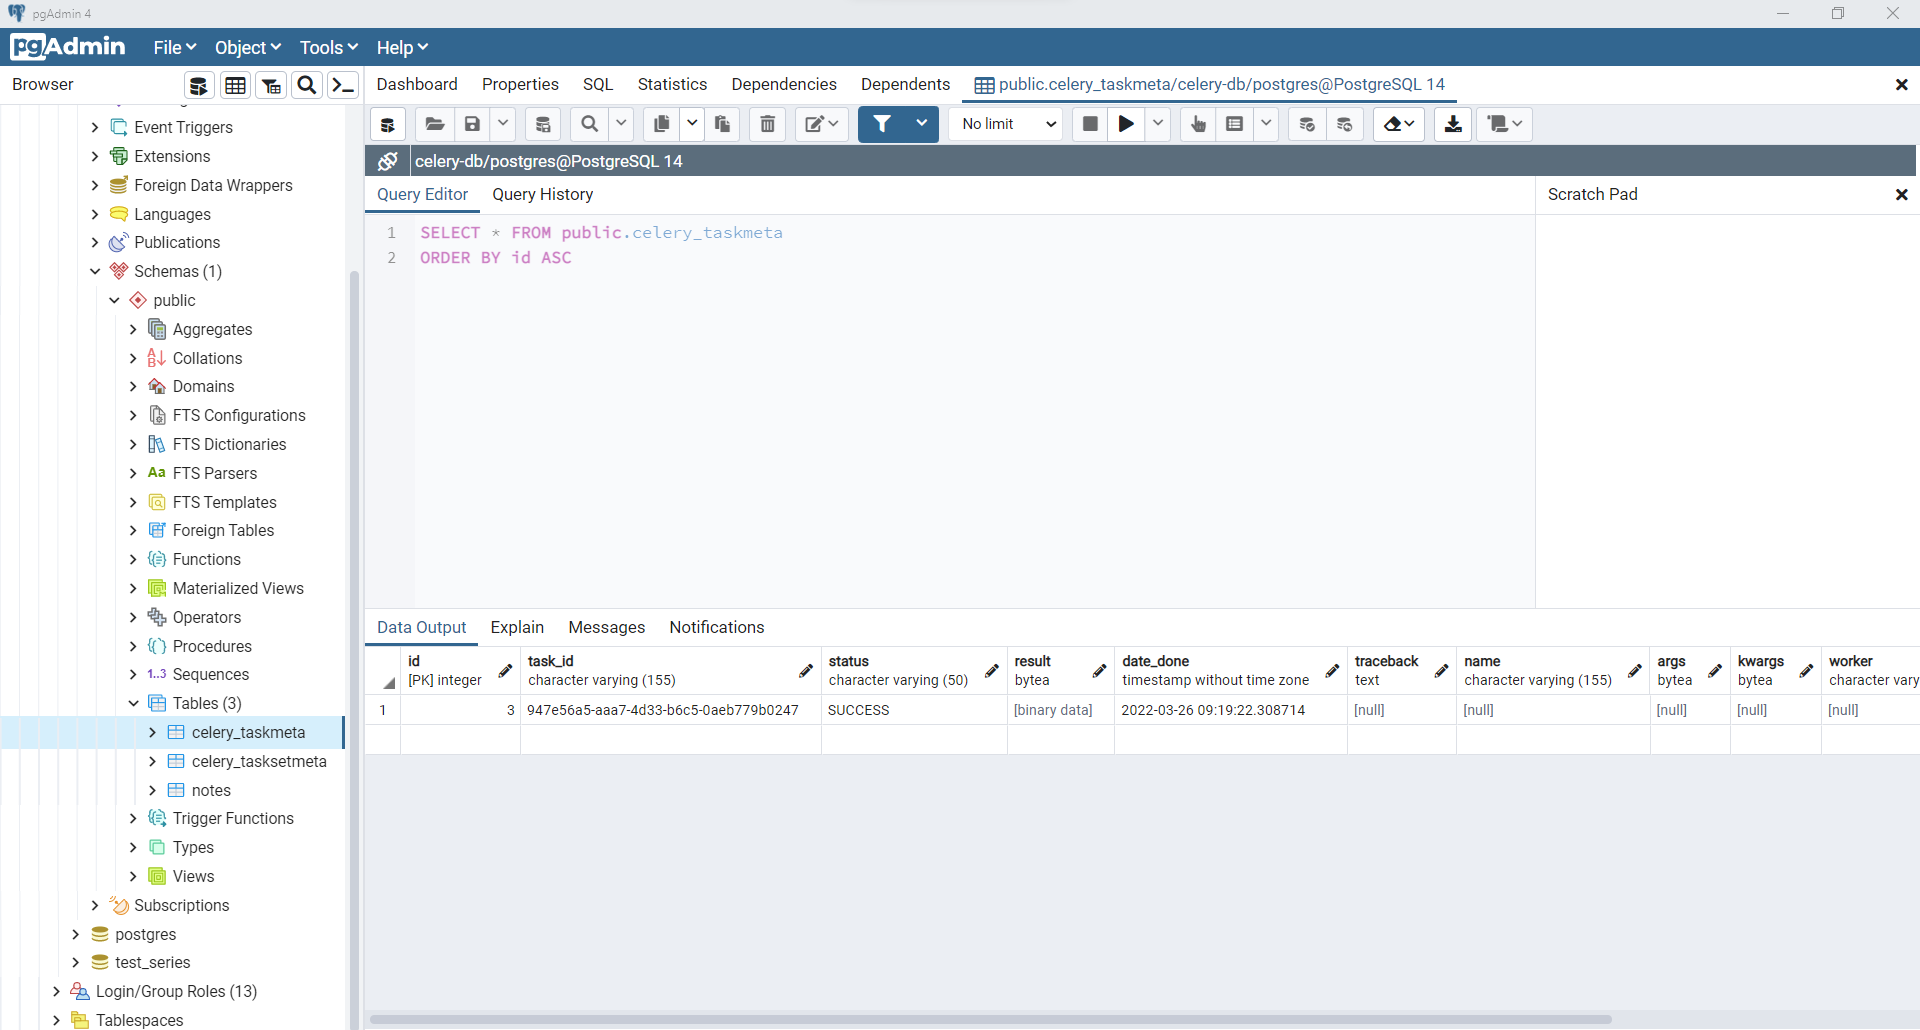 pgAdmin 4
pgAdmin File Object Tools Help
Browser
Dashboard Properties SQL Statistics Dependencies Dependents public.celery_taskmeta/celery-db/postgres@PostgreSQL 14
No limit
celery-db/postgres@PostgreSQL 14
Query Editor Query History
Scratch Pad
1 SELECT * FROM public.celery_taskmeta
2 ORDER BY id ASC
Event Triggers
Extensions
Foreign Data Wrappers
Languages
Publications
Schemas (1)
public
Aggregates
Collations
Domains
FTS Configurations
FTS Dictionaries
Aa FTS Parsers
FTS Templates
Foreign Tables
Functions
Materialized Views
Operators
Procedures
1..3 Sequences
Tables (3)
celery_taskmeta
celery_tasksetmeta
notes
Trigger Functions
Types
Views
Subscriptions
postgres
test_series
Login/Group Roles (13)
Tablespaces
Data Output Explain Messages Notifications
id task_id status result date_done traceback name args kwargs worker
[PK] integer character varying (155) character varying (50) bytea timestamp without time zone text character varying (155) bytea bytea character vary
1 3 947e56a5-aaa7-4d33-b6c5-0aeb779b0247 SUCCESS [binary data] 2022-03-26 09:19:22.308714 [null] [null] [null] [null] [null]